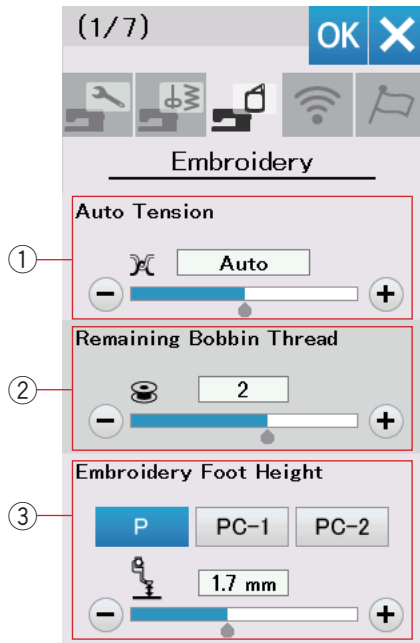 (1/7)
OK
Embroidery
① Auto Tension
Auto
② Remaining Bobbin Thread
2
③ Embroidery Foot Height
P PC-1 PC-2
1.7 mm